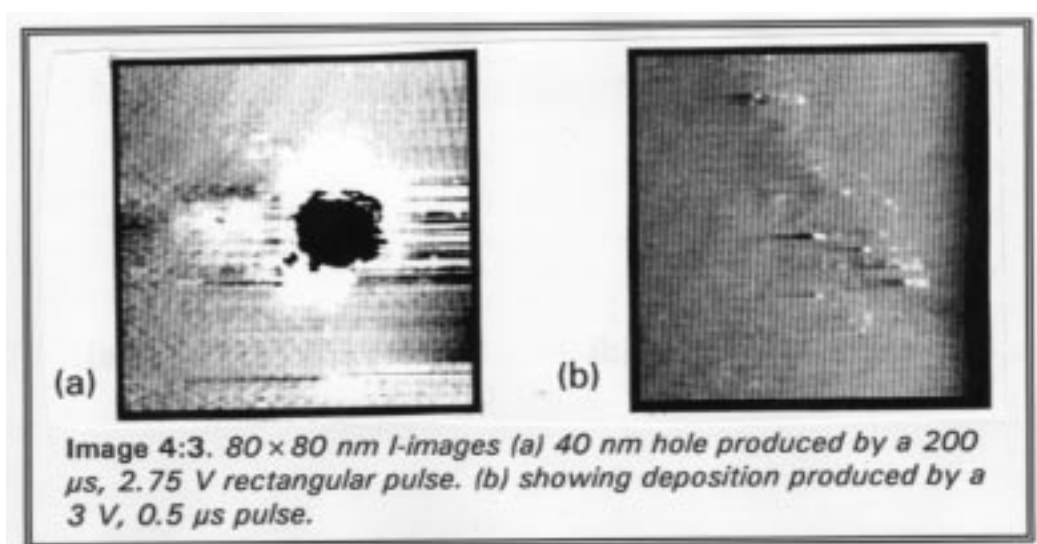 (a)
(b)
Image 4:3. 80 × 80 nm I-images (a) 40 nm hole produced by a 200
μs, 2.75 V rectangular pulse. (b) showing deposition produced by a
3 V, 0.5 μs pulse.